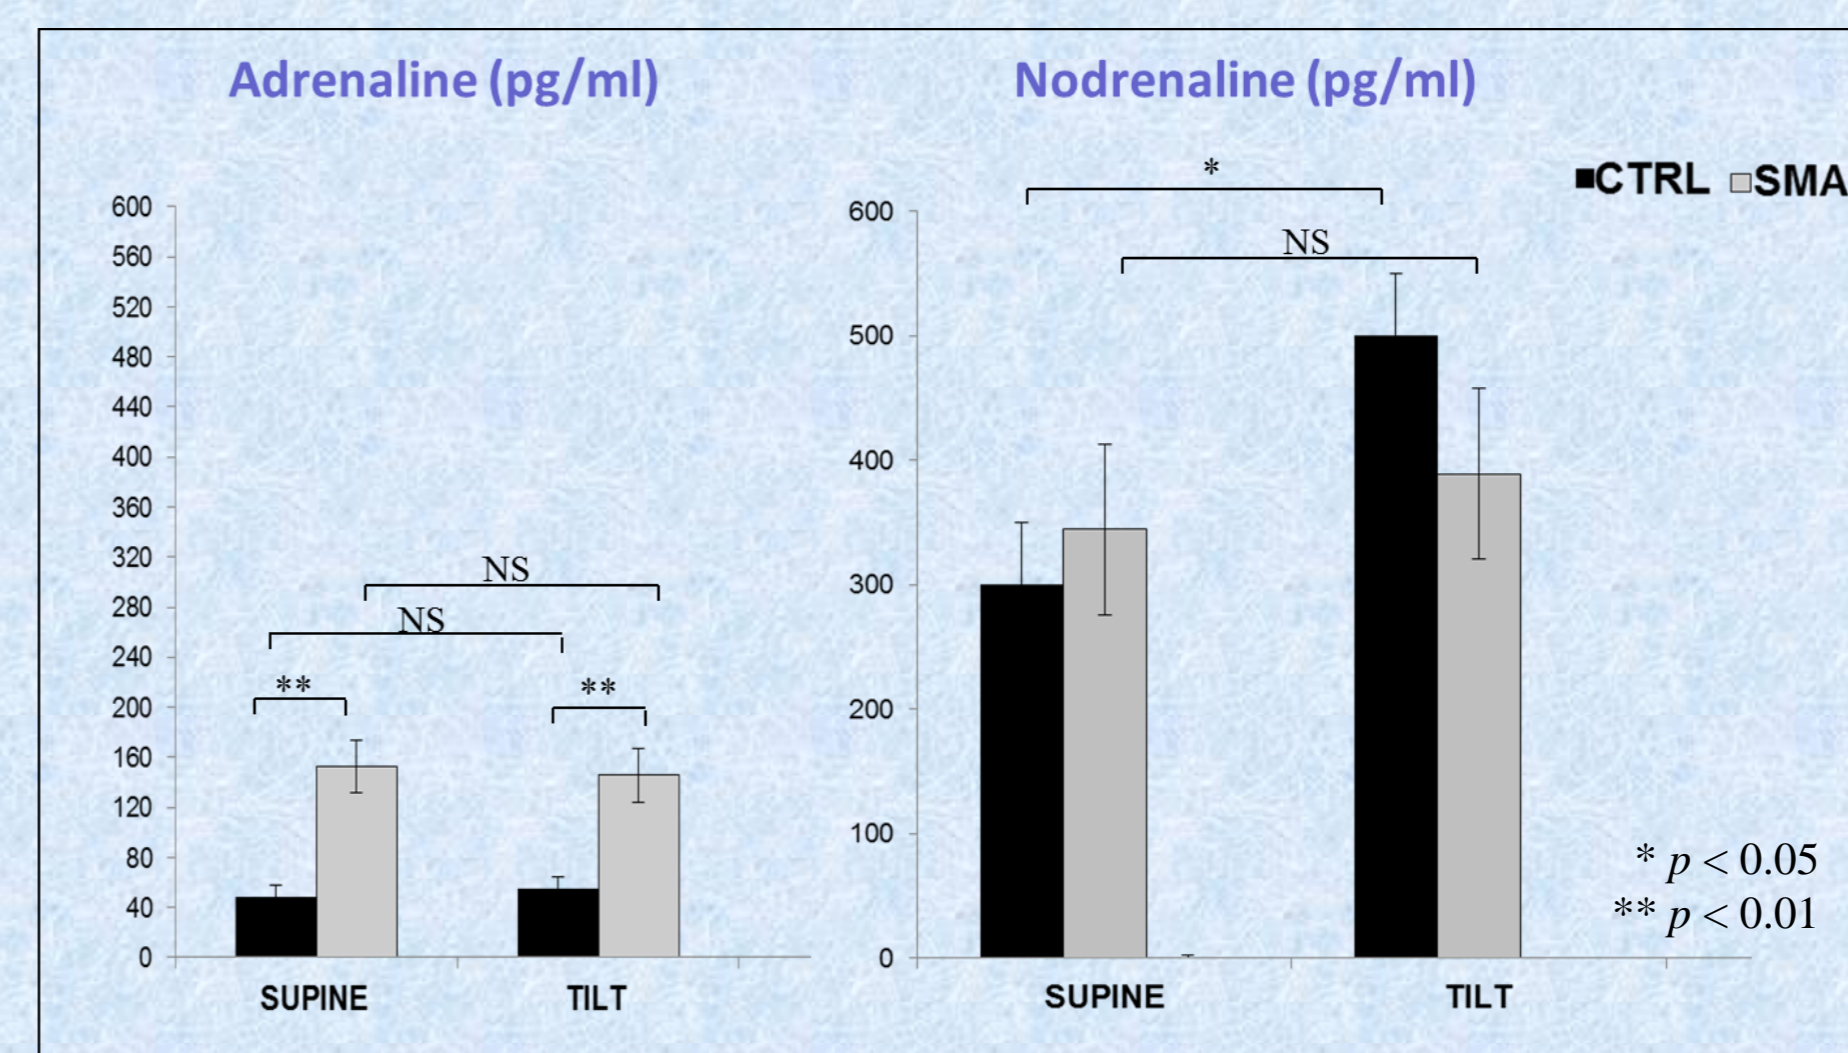 Adrenaline (pg/ml)
600
560
520
480
440
400
360
320
280
240
200
160
120
80
40
0
NS
NS
**
**
SUPINE TILT
Nodrenaline (pg/ml)
CTRL SMA
*
NS
600
500
400
300
200
100
0
SUPINE TILT
* p < 0.05
** p < 0.01